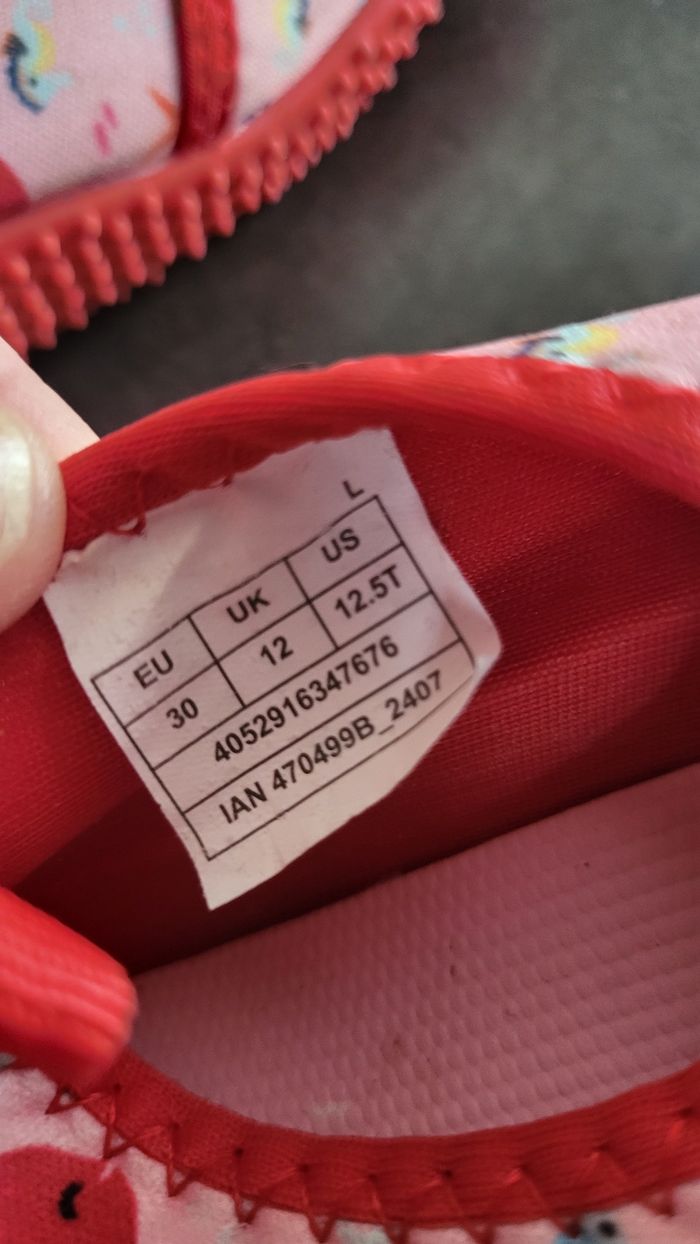 L
EU UK US
30 12 12.5T
4052916347676
IAN 470499B_2407